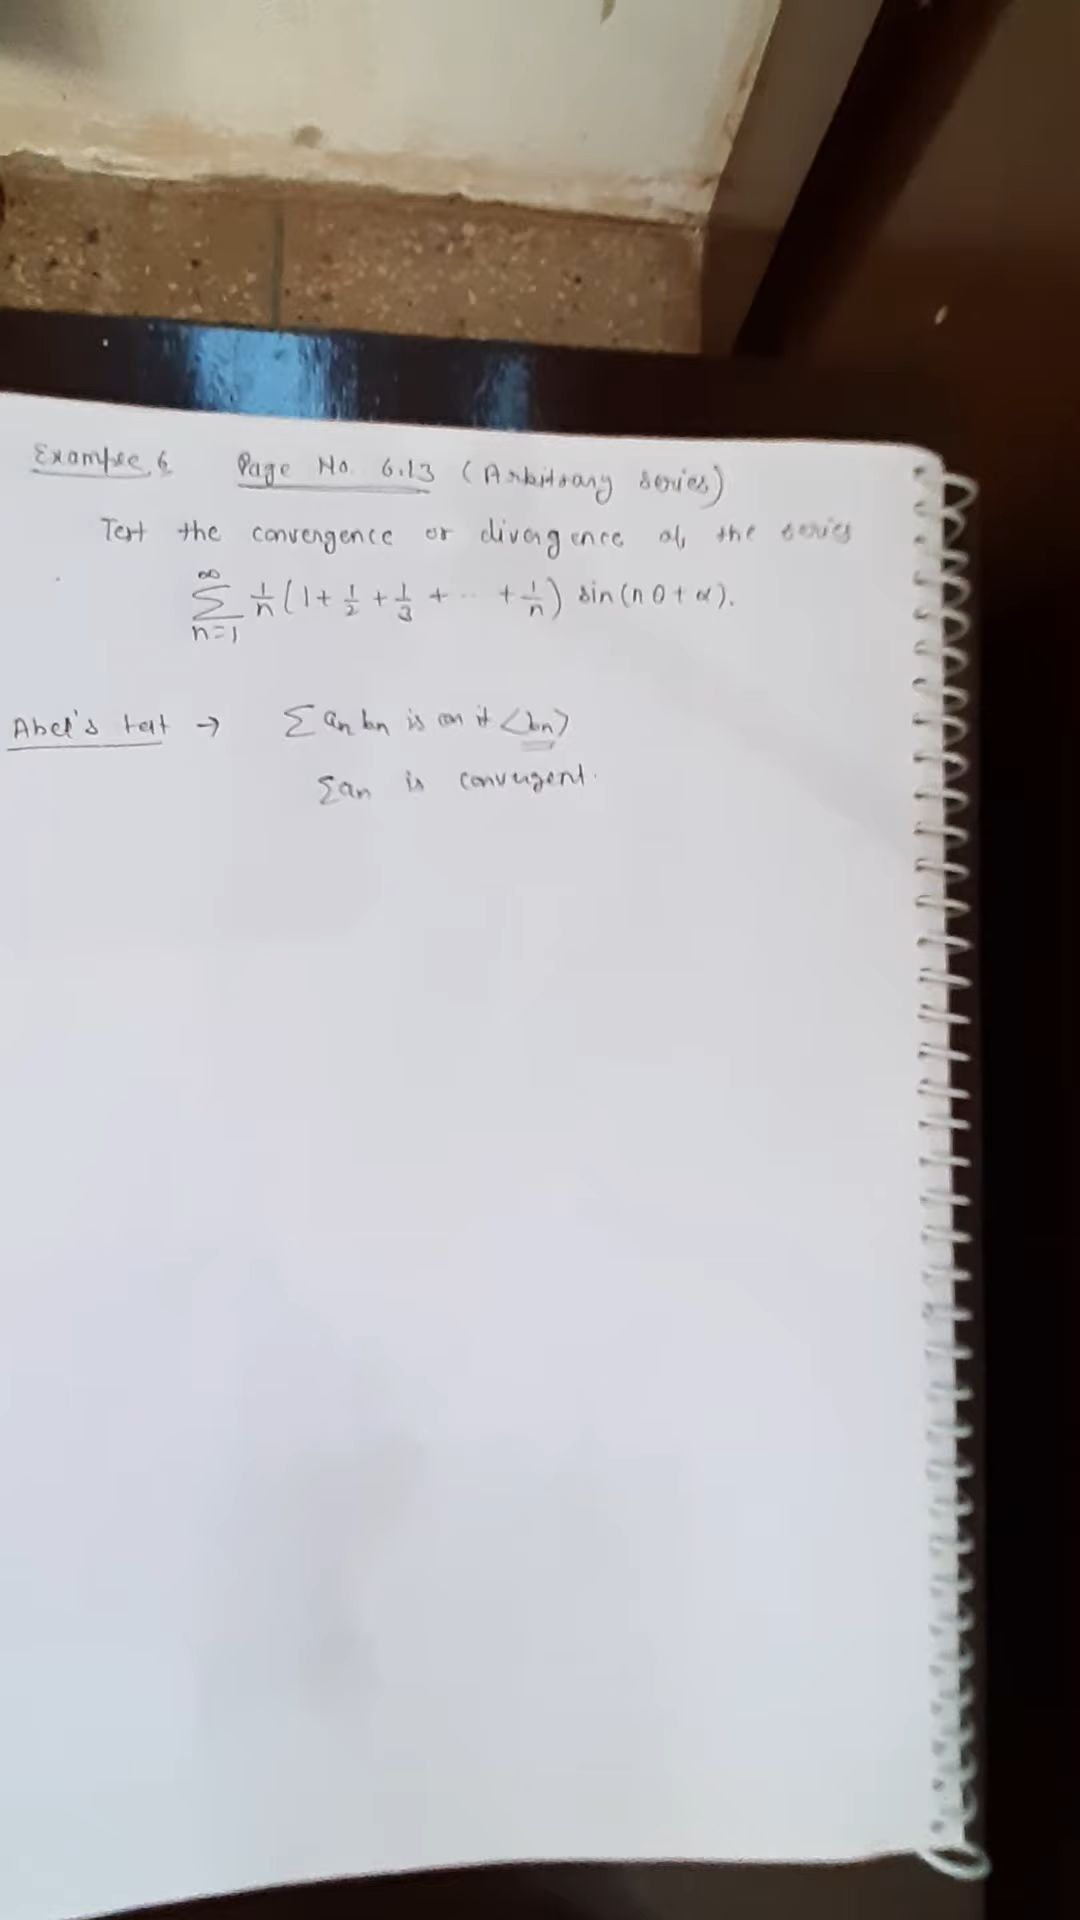 Example 6 Page No. 6.13 (Arbitrary series)
Test the convergence or divergence of the series
∞
∑ 1/n (1 + 1/2 + 1/3 + ... + 1/n) sin(nθ + α).
n=1
Abel's test → ∑ an bn is con if <bn>
∑an is convergent.